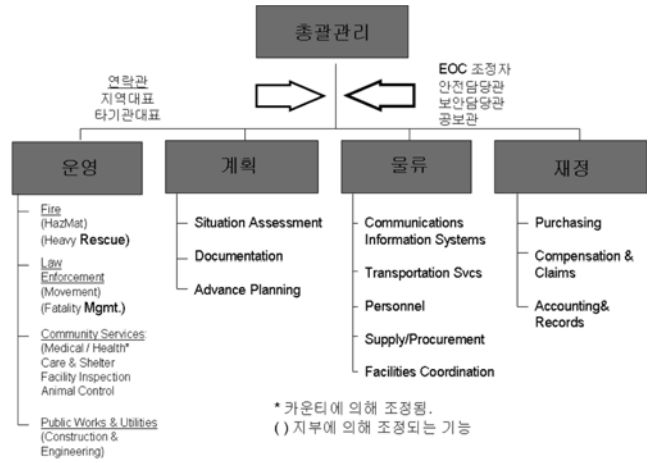 총괄관리
연락관
지역대표
타기관대표
EOC 조정자
안전담당관
보안담당관
공보관
운영
계획
물류
재정
Fire
(HazMat)
(Heavy Rescue)
Law
Enforcement
(Movement)
(Fatality Mgmt.)
Community Services:
(Medical / Health*
Care & Shelter
Facility Inspection
Animal Control
Public Works & Utilities
(Construction &
Engineering)
Situation Assessment
Documentation
Advance Planning
Communications
Information Systems
Transportation Svcs
Personnel
Supply/Procurement
Facilities Coordination
Purchasing
Compensation &
Claims
Accounting&
Records
* 카운티에 의해 조정됨.
( ) 지부에 의해 조정되는 기능